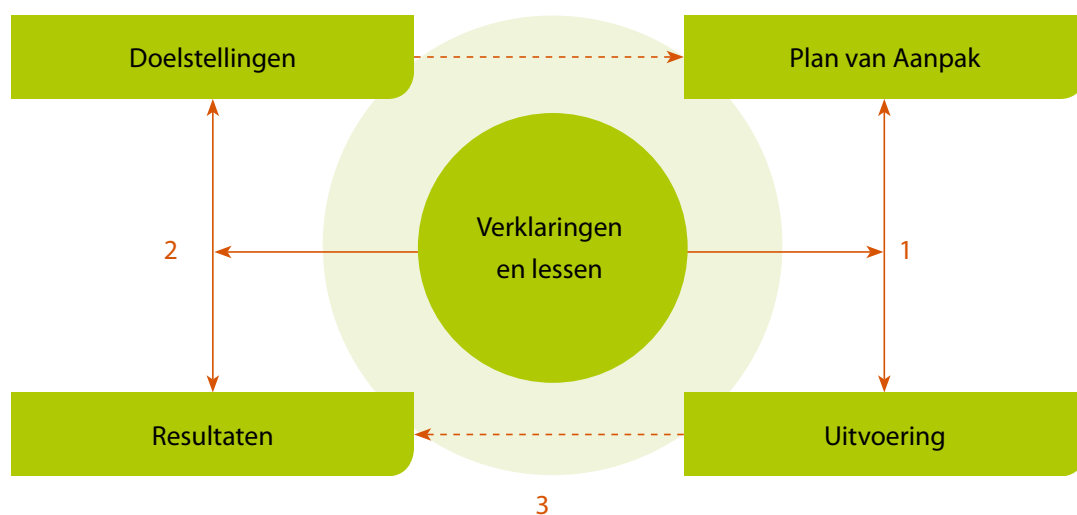 Doelstellingen
Plan van Aanpak
Verklaringen
en lessen
2
1
Resultaten
Uitvoering
3